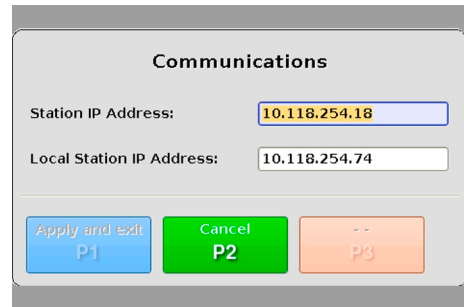 Communications
Station IP Address: 10.118.254.18
Local Station IP Address: 10.118.254.74
Apply and exit Cancel - -
P1 P2 P3